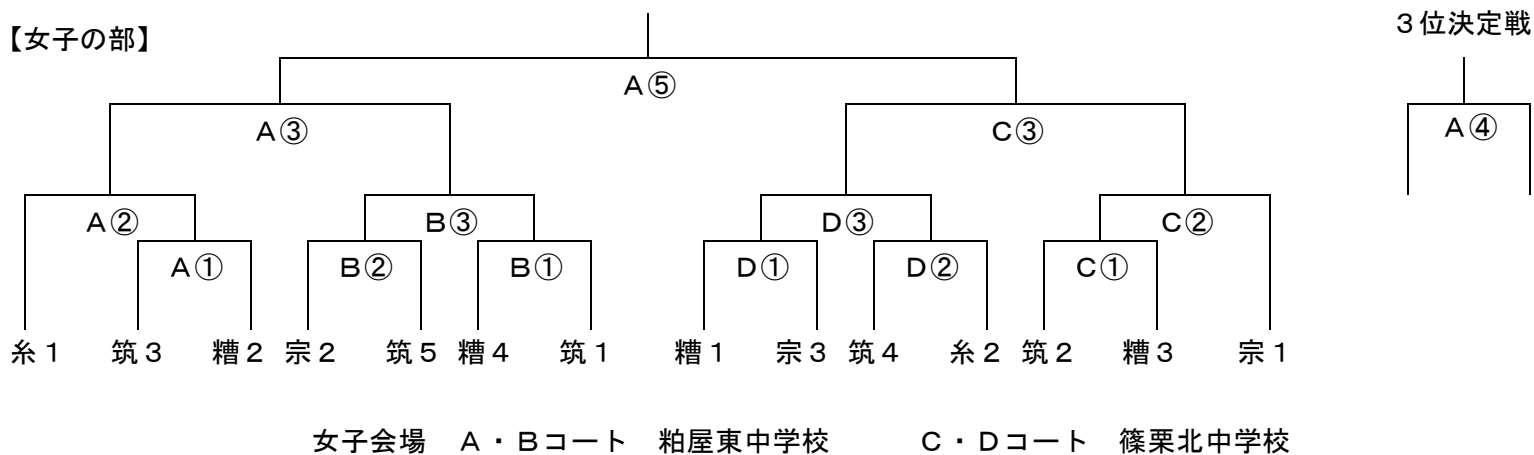 【女子の部】
３位決定戦
Ａ⑤
Ａ③
Ｃ③
Ａ④
Ａ②
Ｂ③
Ｄ③
Ｃ②
Ａ①
Ｂ②
Ｂ①
Ｄ①
Ｄ②
Ｃ①
糸１ 筑３ 糟２ 宗２ 筑５ 糟４ 筑１ 糟１ 宗３ 筑４ 糸２ 筑２ 糟３ 宗１
女子会場 Ａ・Ｂコート 粕屋東中学校 Ｃ・Ｄコート 篠栗北中学校